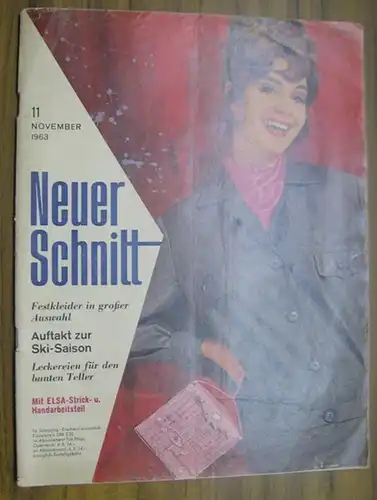 11
NOVEMBER
1963
Neuer
Schnitt
Festkleider in großer
Auswahl
Auftakt zur
Ski-Saison
Leckereien für den
bunten Teller
Mit ELSA-Strick- u.
Handarbeitsteil